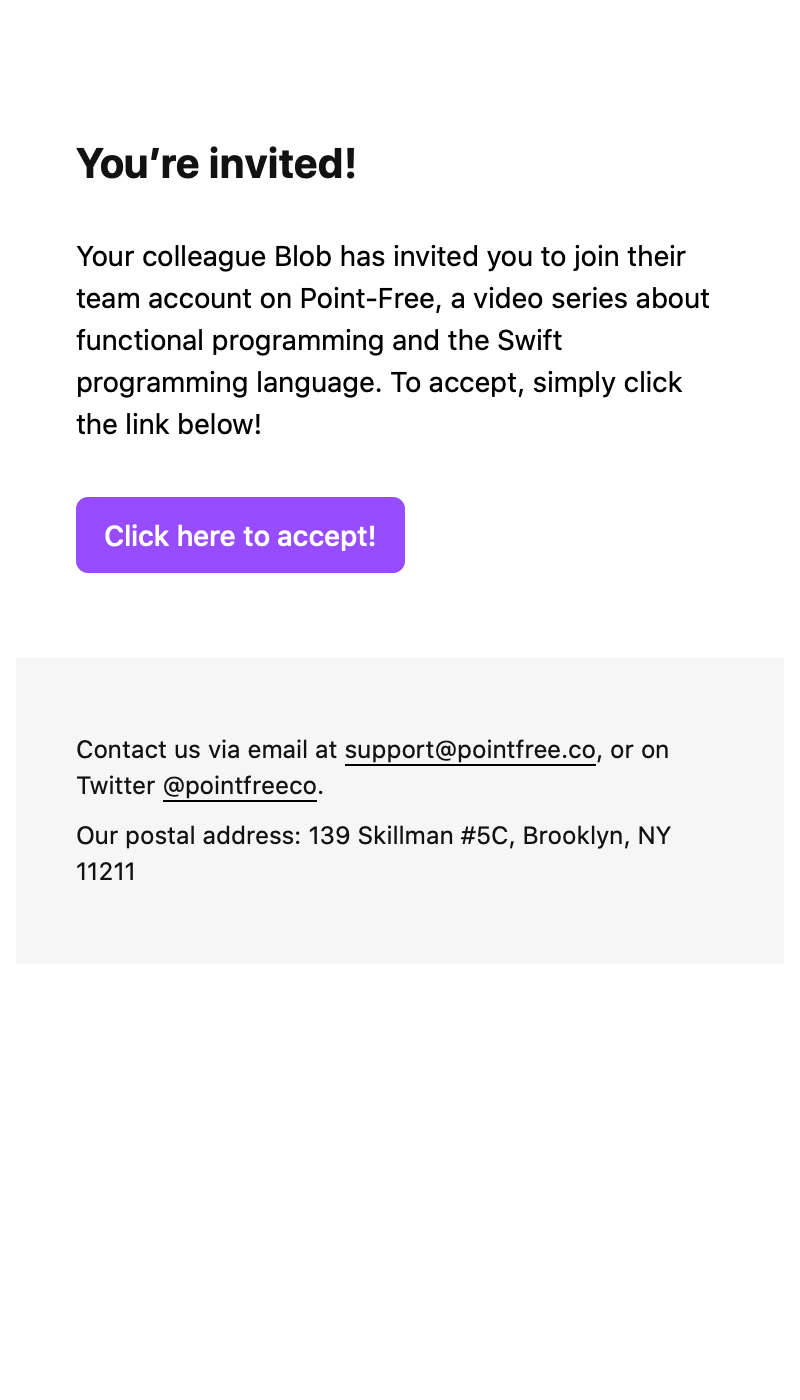 You’re invited!
Your colleague Blob has invited you to join their
team account on Point-Free, a video series about
functional programming and the Swift
programming language. To accept, simply click
the link below!
Click here to accept!
Contact us via email at support@pointfree.co, or on
Twitter @pointfreeco.
Our postal address: 139 Skillman #5C, Brooklyn, NY
11211